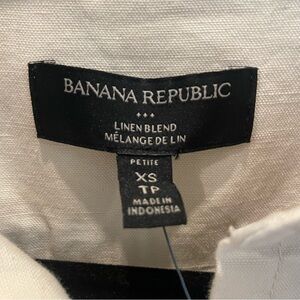 BANANA REPUBLIC
LINEN BLEND
MÉLANGE DE LIN
PETITE
XS
TP
MADE IN
INDONESIA